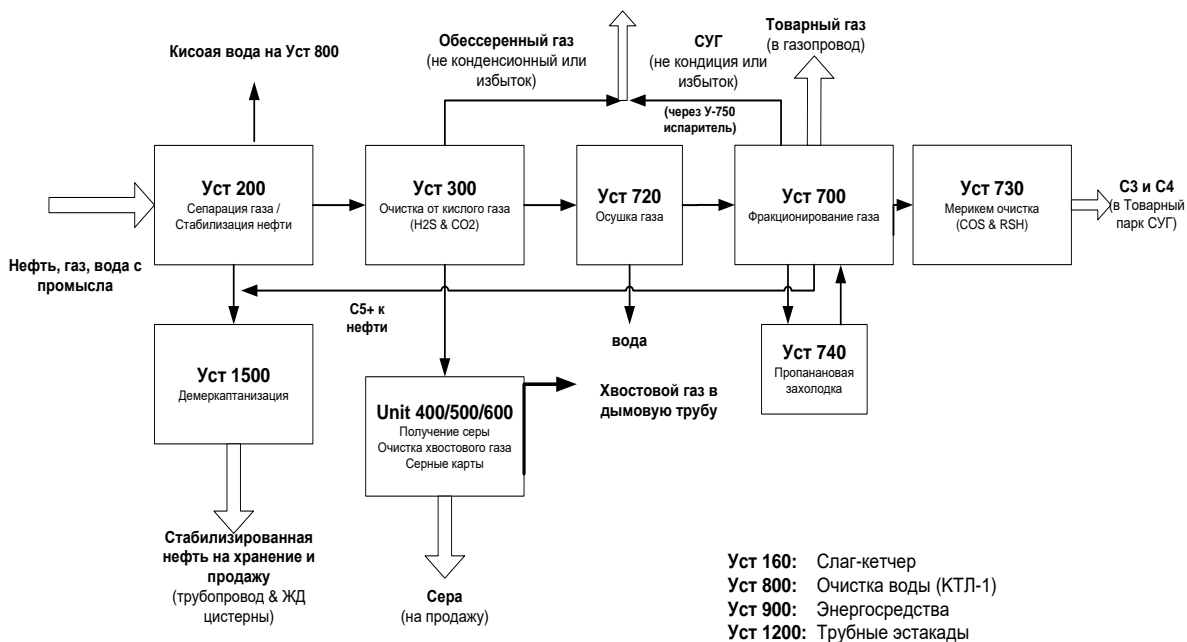 Кисоая вода на Уст 800
Обессеренный газ
(не конденсионный или
избыток)
СУГ
(не кондиция или
избыток)
(через У-750
испаритель)
Товарный газ
(в газопровод)
Нефть, газ, вода с
промысла
Уст 200
Сепарация газа /
Стабилизация нефти
Уст 300
Очистка от кислого газа
(H2S & CO2)
Уст 720
Осушка газа
Уст 700
Фракционирование газа
Уст 730
Мерикем очистка
(COS & RSH)
С3 и С4
(в Товарный
парк СУГ)
С5+ к
нефти
вода
Уст 1500
Демеркаптанизация
Unit 400/500/600
Получение серы
Очистка хвостового газа
Серные карты
Хвостовой газ в
дымовую трубу
Уст 740
Пропанановая
захолодка
Стабилизированная
нефть на хранение и
продажу
(трубопровод & ЖД
цистерны)
Сера
(на продажу)
Уст 160: Слаг-кетчер
Уст 800: Очистка воды (КТЛ-1)
Уст 900: Энергосредства
Уст 1200: Трубные эстакады